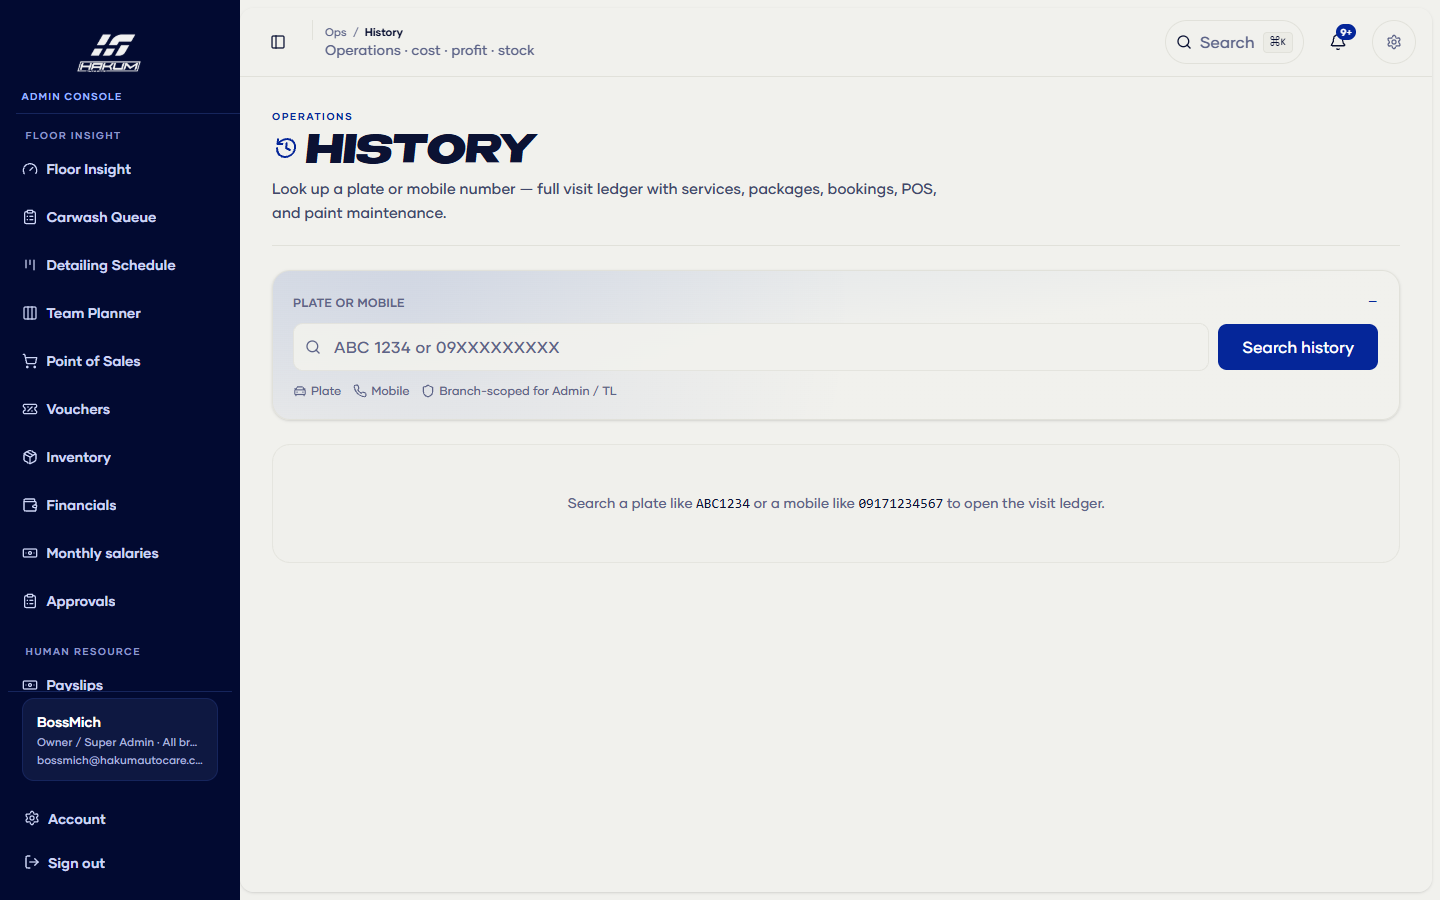 HAKUM
ADMIN CONSOLE
FLOOR INSIGHT
Floor Insight
Carwash Queue
Detailing Schedule
Team Planner
Point of Sales
Vouchers
Inventory
Financials
Monthly salaries
Approvals
HUMAN RESOURCE
Payslips
BossMich
Owner / Super Admin · All br...
bossmich@hakumautocare.c...
Account
Sign out
Ops / History
Operations · cost · profit · stock
Search ⌘K
9+
OPERATIONS
HISTORY
Look up a plate or mobile number — full visit ledger with services, packages, bookings, POS,
and paint maintenance.
PLATE OR MOBILE
–
ABC 1234 or 09XXXXXXXXX
Search history
Plate Mobile Branch-scoped for Admin / TL
Search a plate like ABC1234 or a mobile like 09171234567 to open the visit ledger.